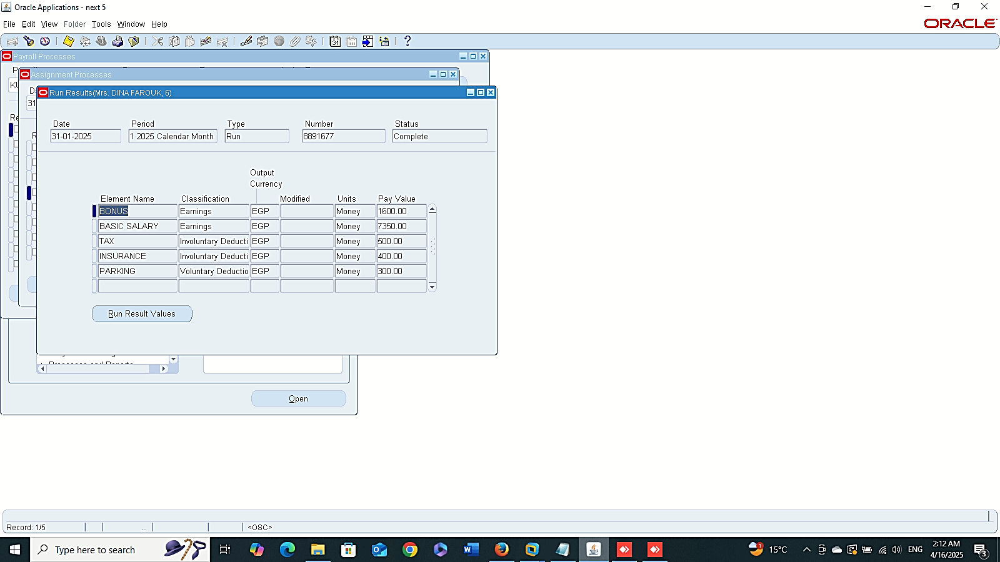 Oracle Applications - next 5
File Edit View Folder Tools Window Help
ORACLE
Payroll Processes
Assignment Processes
Run Results(Mrs. DINA FAROUK, 6)
Date Period Type Number Status
31-01-2025 1 2025 Calendar Month Run 8891677 Complete
Output
Currency
Element Name Classification Modified Units Pay Value
BONUS Earnings EGP Money 1600.00
BASIC SALARY Earnings EGP Money 7350.00
TAX Involuntary Deducti EGP Money 500.00
INSURANCE Involuntary Deducti EGP Money 400.00
PARKING Voluntary Deductio EGP Money 300.00
Run Result Values
Processes and Reports
Open
Record: 1/5 ... <OSC>
Type here to search
15°C ENG 2:12 AM
4/16/2025 3